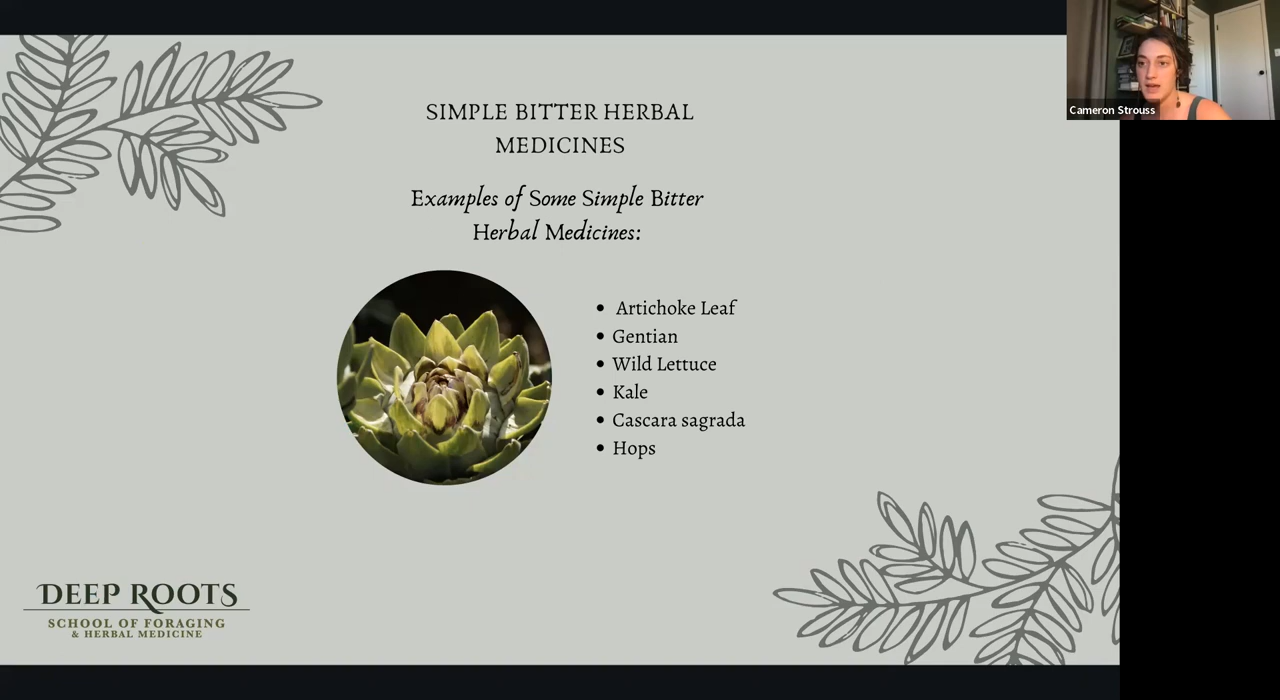 SIMPLE BITTER HERBAL
MEDICINES
Examples of Some Simple Bitter
Herbal Medicines:
• Artichoke Leaf
• Gentian
• Wild Lettuce
• Kale
• Cascara sagrada
• Hops
DEEP ROOTS
SCHOOL OF FORAGING
& HERBAL MEDICINE
Cameron Strouss